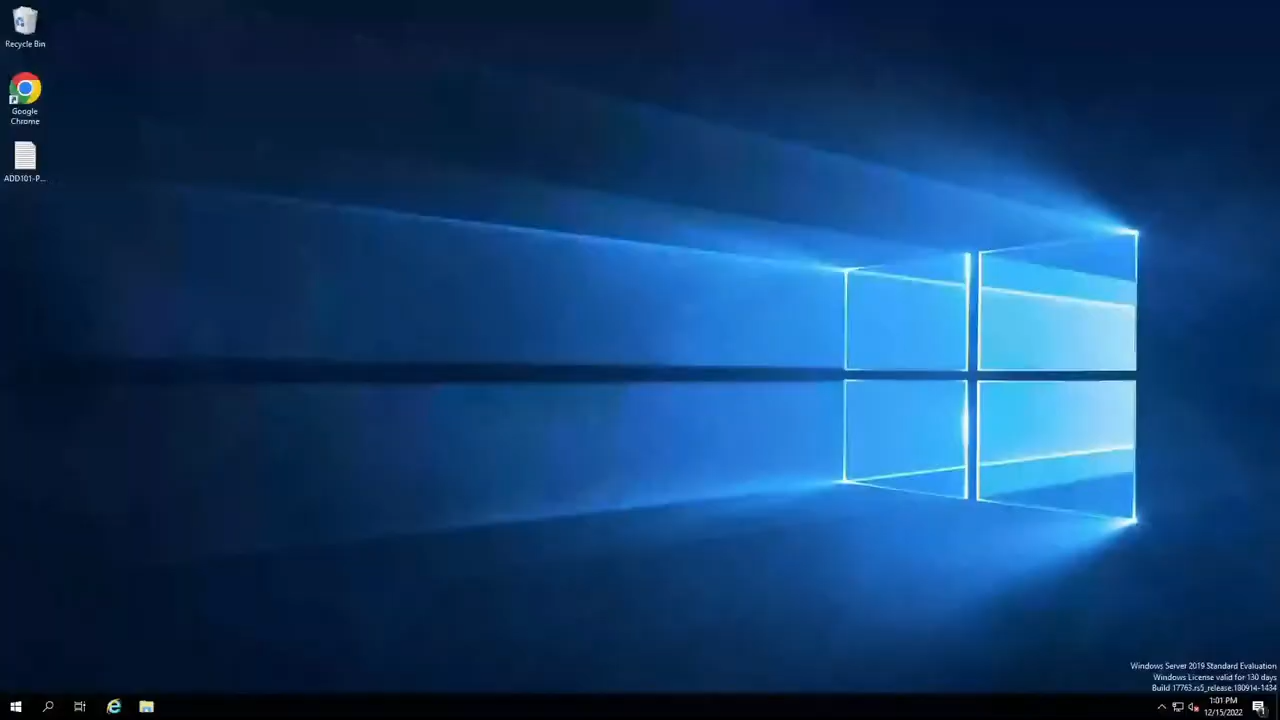 Recycle Bin
Google
Chrome
ADD101-P...
Windows Server 2019 Standard Evaluation
Windows License valid for 130 days
Build 17763.rs5_release.180914-1434
1:01 PM
12/15/2022
1